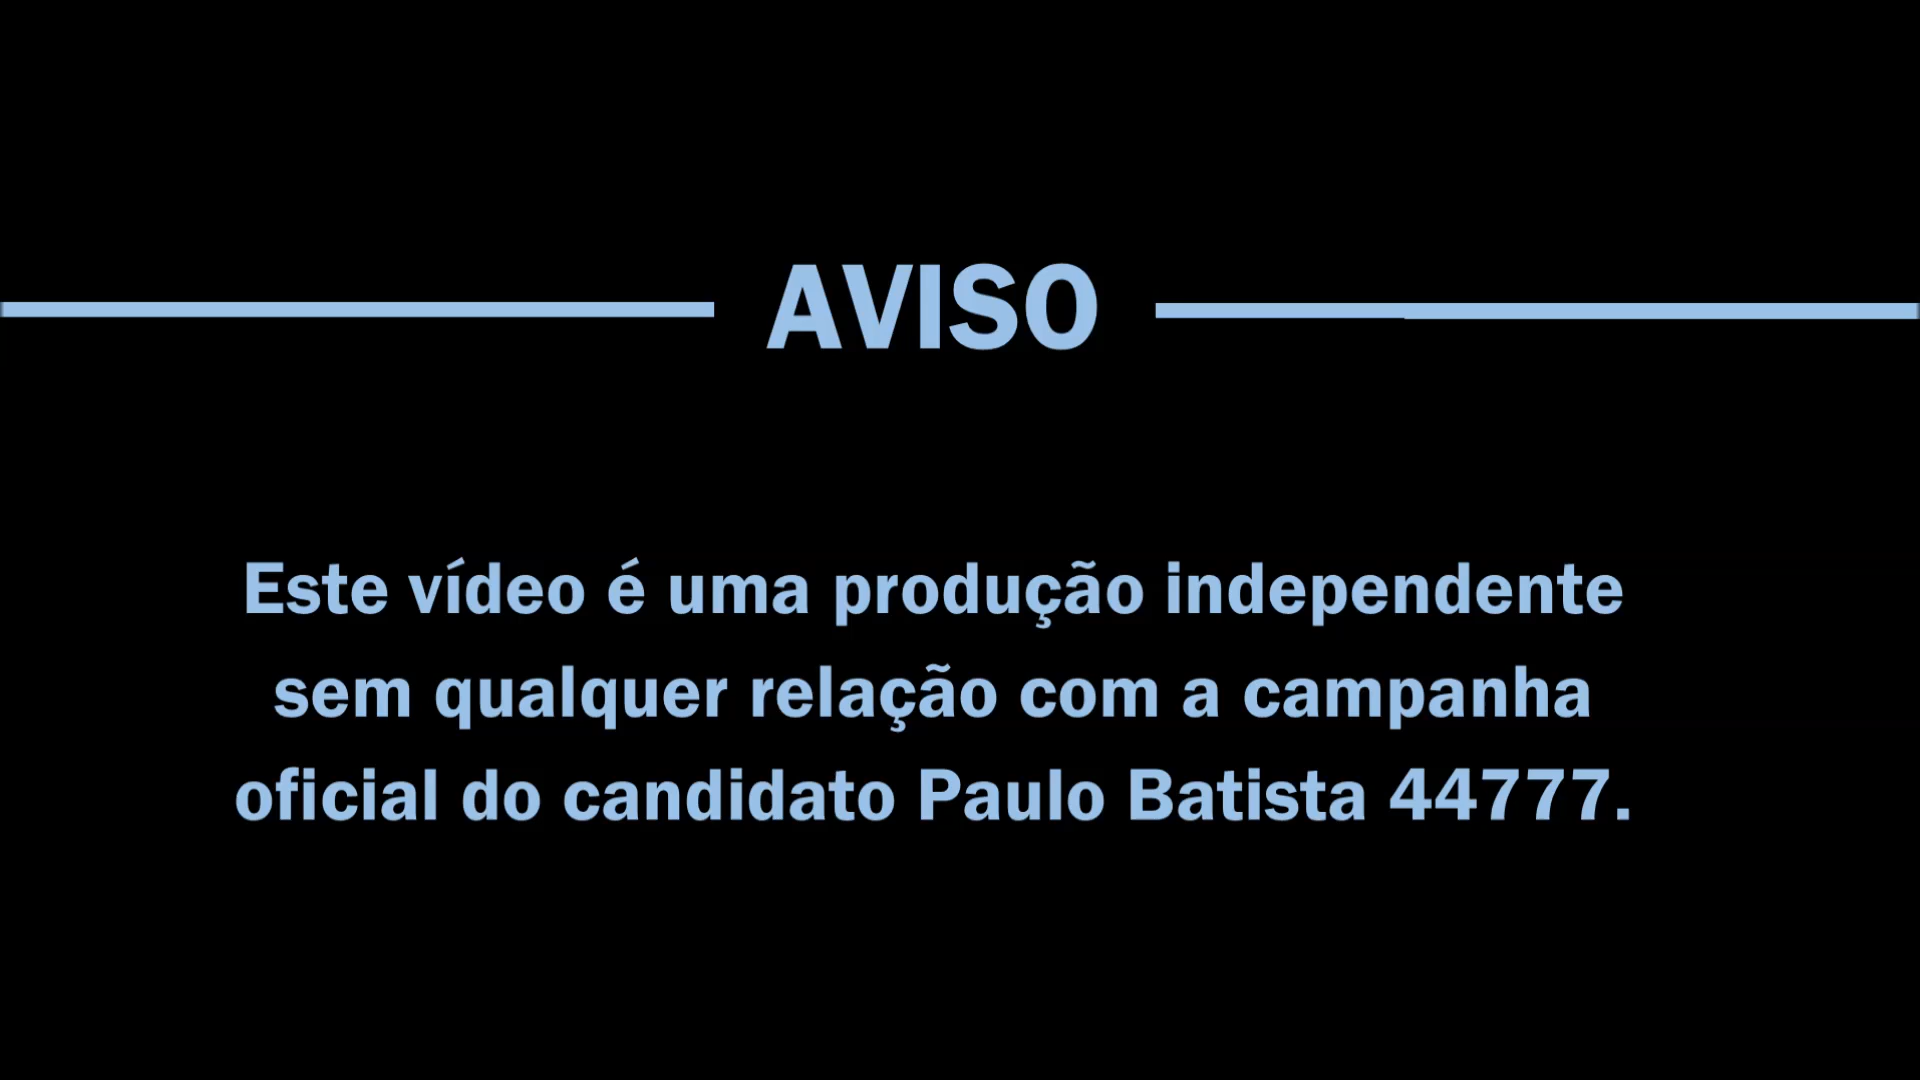 AVISO
Este vídeo é uma produção independente
sem qualquer relação com a campanha
oficial do candidato Paulo Batista 44777.